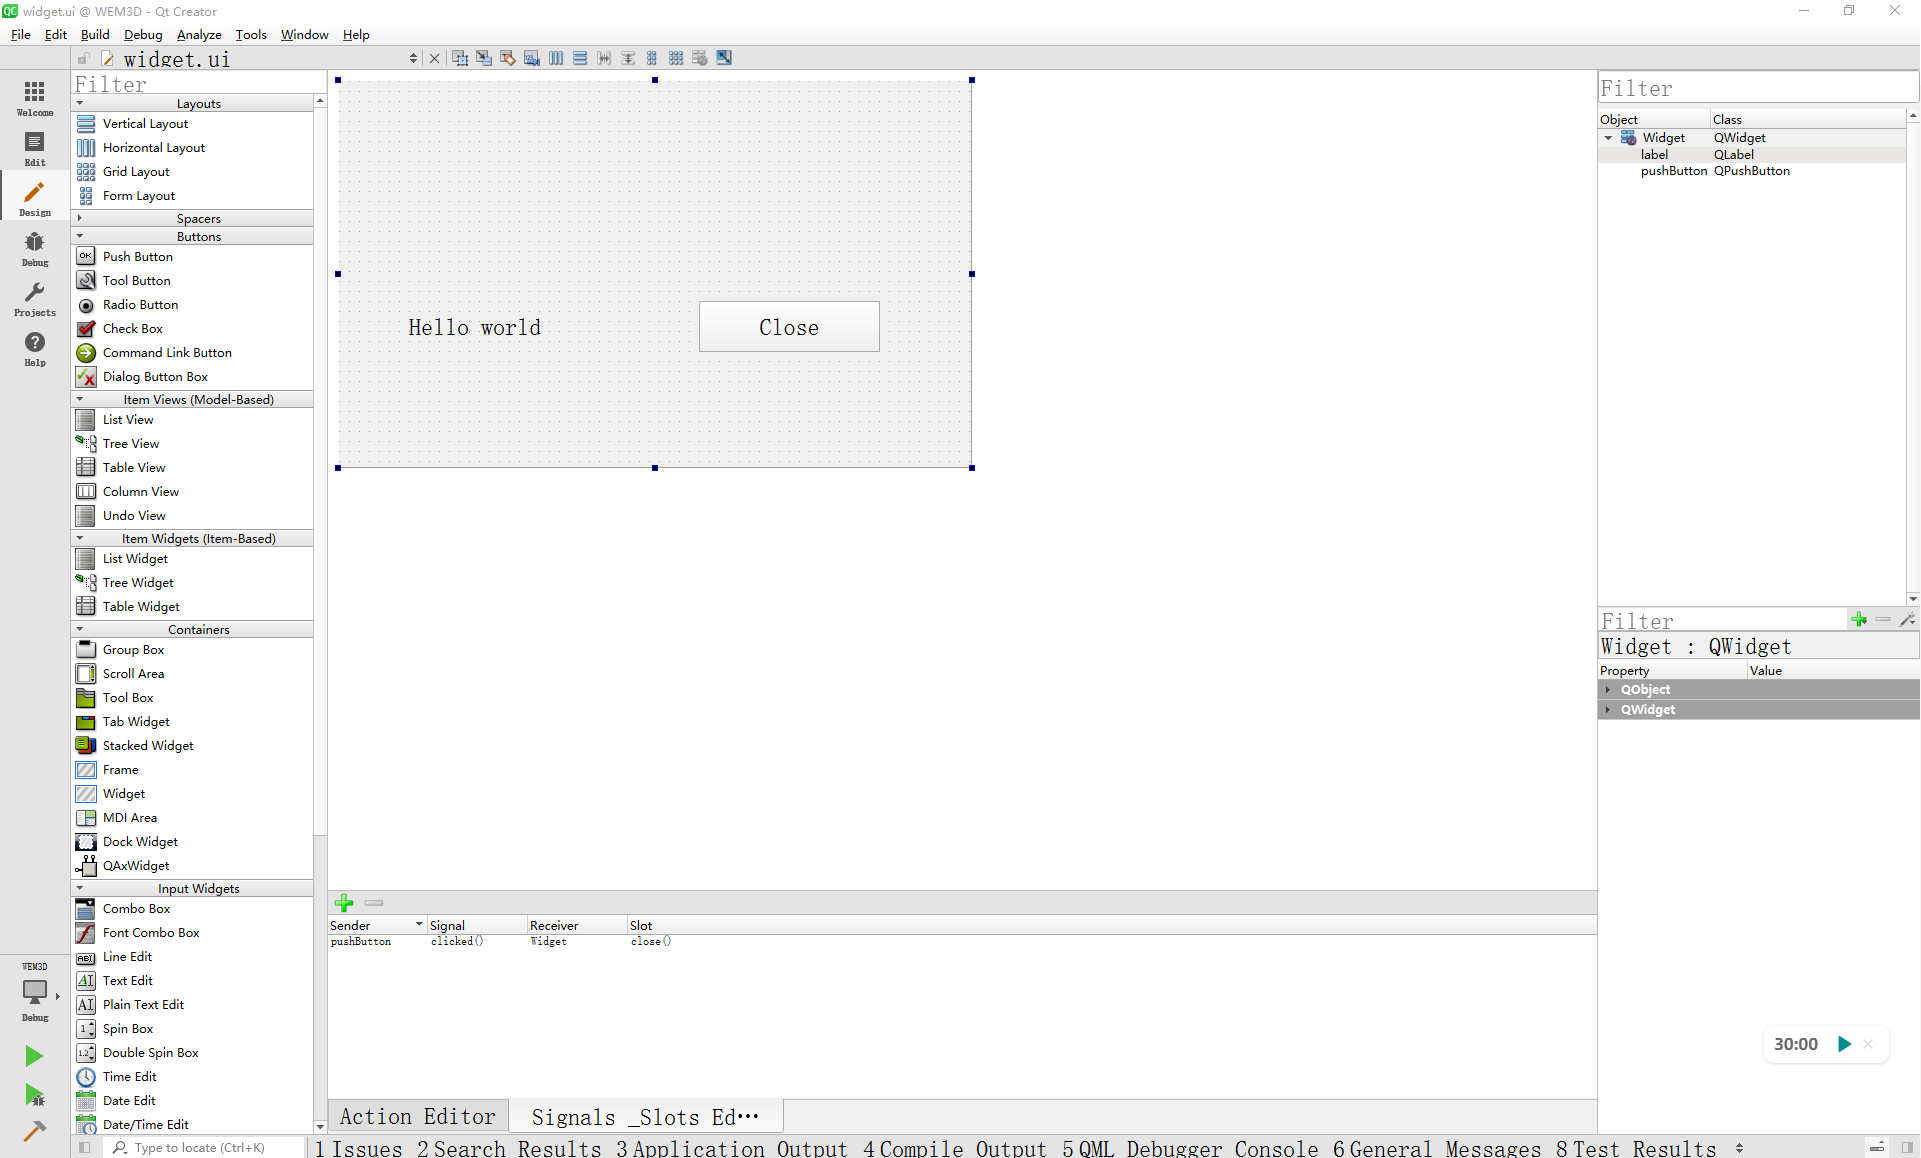 widget.ui @ WEM3D - Qt Creator
File Edit Build Debug Analyze Tools Window Help
widget.ui
Filter
Layouts
Vertical Layout
Horizontal Layout
Grid Layout
Form Layout
Spacers
Buttons
Push Button
Tool Button
Radio Button
Check Box
Command Link Button
Dialog Button Box
Item Views (Model-Based)
List View
Tree View
Table View
Column View
Undo View
Item Widgets (Item-Based)
List Widget
Tree Widget
Table Widget
Containers
Group Box
Scroll Area
Tool Box
Tab Widget
Stacked Widget
Frame
Widget
MDI Area
Dock Widget
QAxWidget
Input Widgets
Combo Box
Font Combo Box
Line Edit
Text Edit
Plain Text Edit
Spin Box
Double Spin Box
Time Edit
Date Edit
Date/Time Edit
Welcome
Edit
Design
Debug
Projects
Help
WEM3D
Debug
Hello world
Close
Sender Signal Receiver Slot
pushButton clicked() Widget close()
Action Editor Signals _Slots Ed···
Filter
Object Class
Widget QWidget
label QLabel
pushButton QPushButton
Filter
Widget : QWidget
Property Value
QObject
QWidget
30:00
Type to locate (Ctrl+K) 1 Issues 2 Search Results 3 Application Output 4 Compile Output 5 QML Debugger Console 6 General Messages 8 Test Results